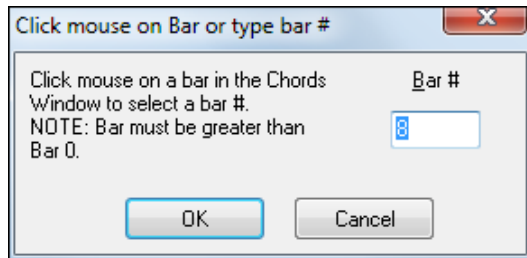 Click mouse on Bar or type bar #
Click mouse on a bar in the Chords
Window to select a bar #.
NOTE: Bar must be greater than
Bar 0.
Bar #
8
OK
Cancel